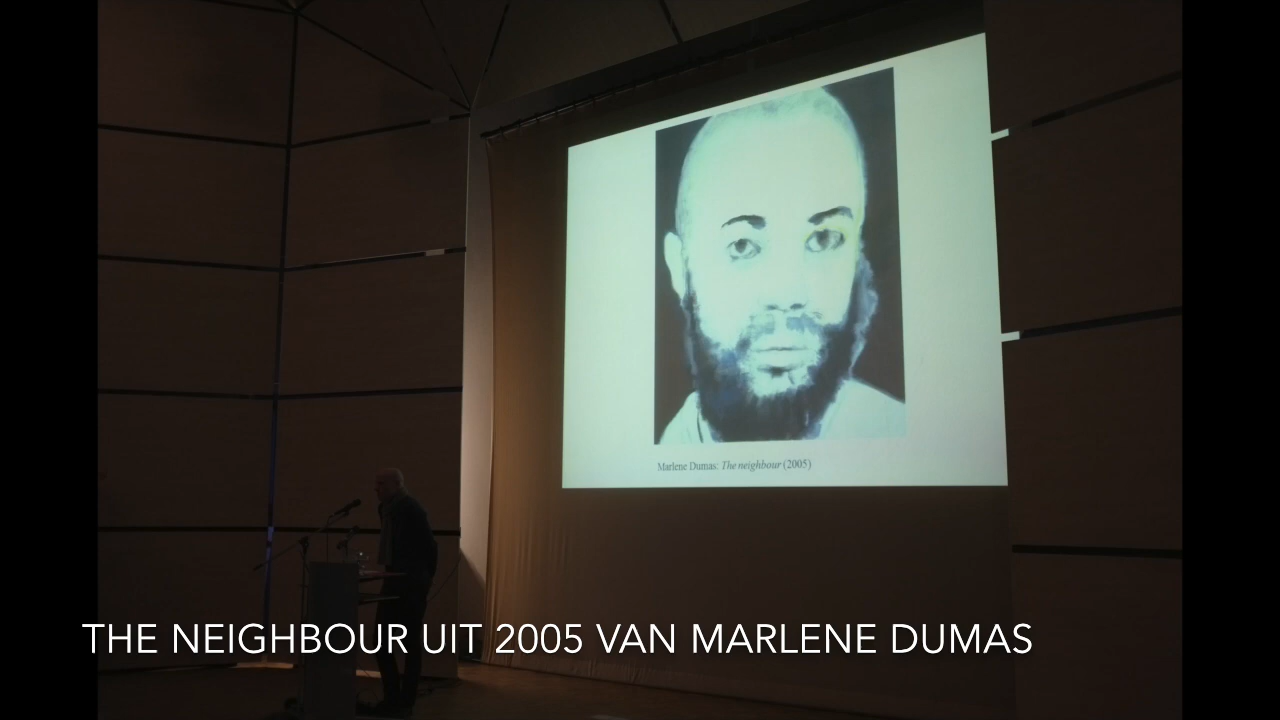 Marlene Dumas: The neighbour (2005)
THE NEIGHBOUR UIT 2005 VAN MARLENE DUMAS